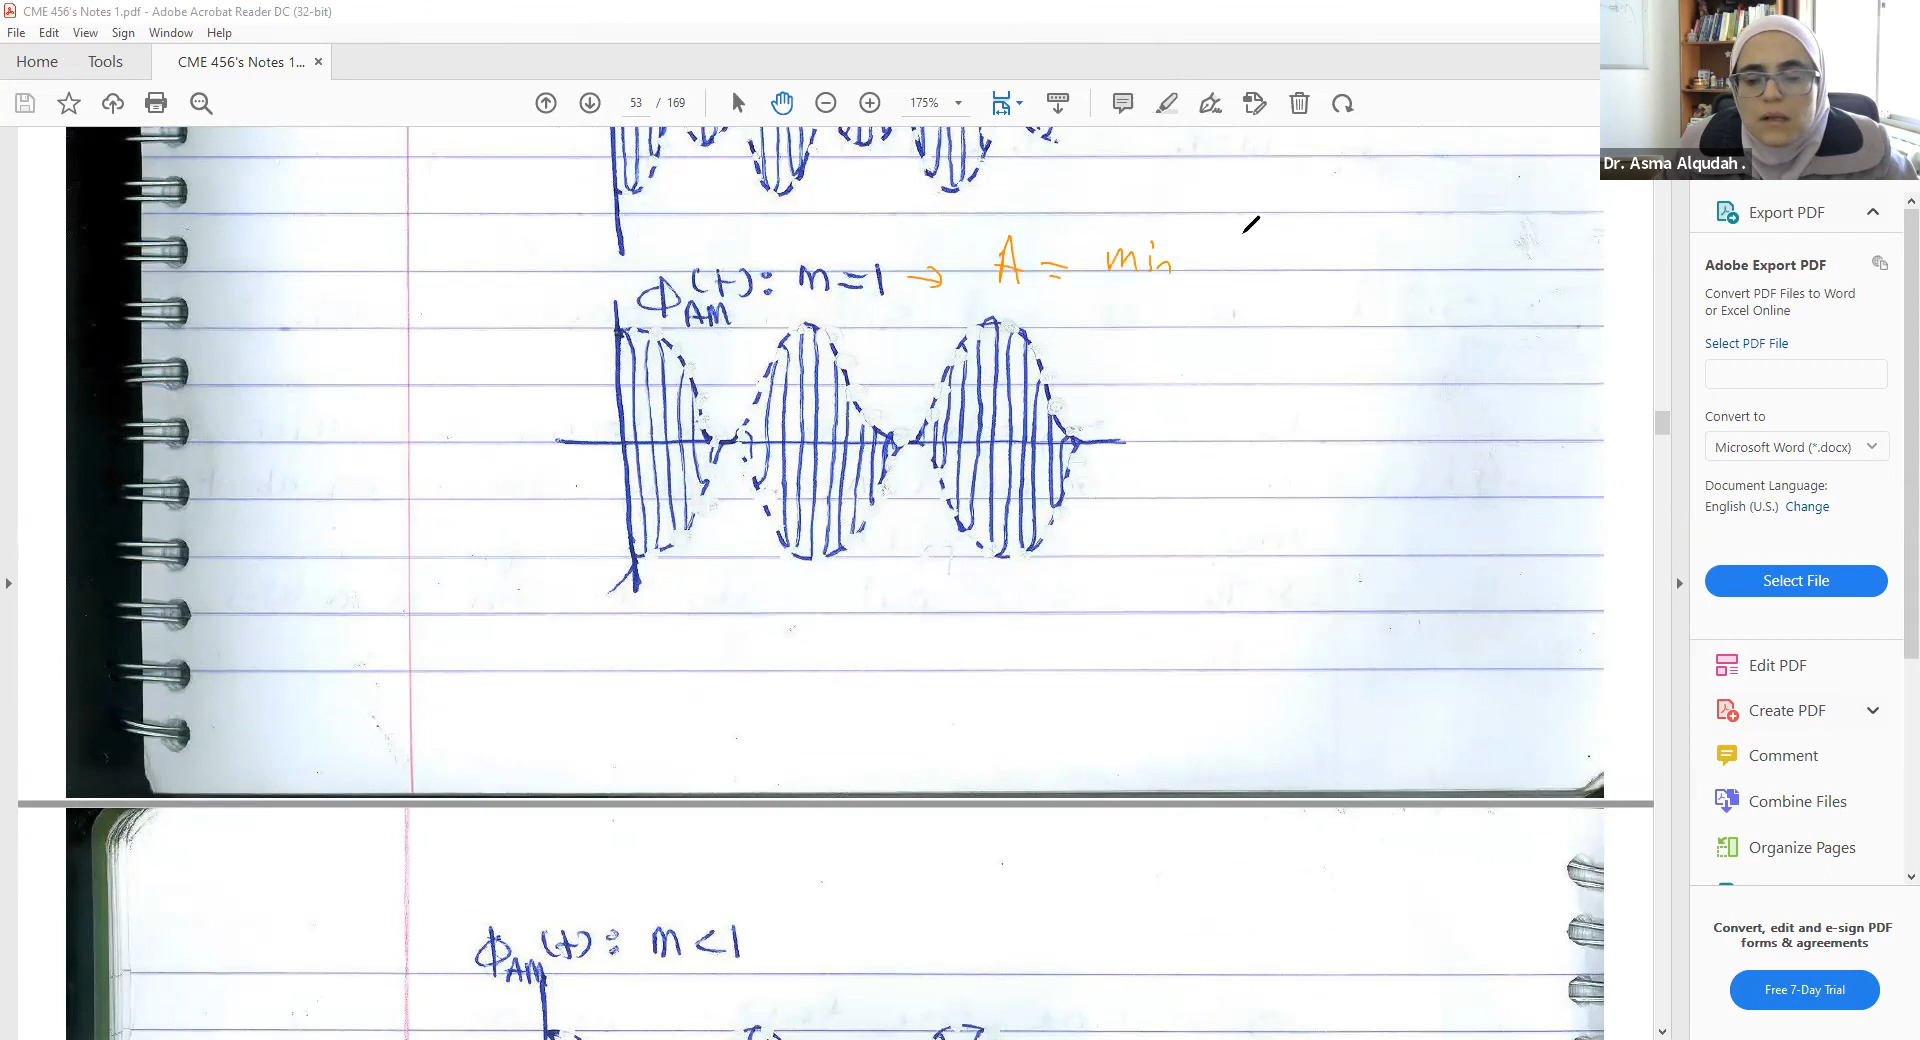 CME 456's Notes 1.pdf - Adobe Acrobat Reader DC (32-bit)
File Edit View Sign Window Help
Home Tools CME 456's Notes 1... ×
53 / 169 175%
Dr. Asma Alqudah .
Φ_AM(t): m=1 → A = min
Φ_AM(t): m<1
Export PDF
Adobe Export PDF
Convert PDF Files to Word
or Excel Online
Select PDF File
Convert to
Microsoft Word (*.docx)
Document Language:
English (U.S.) Change
Select File
Edit PDF
Create PDF
Comment
Combine Files
Organize Pages
Convert, edit and e-sign PDF
forms & agreements
Free 7-Day Trial